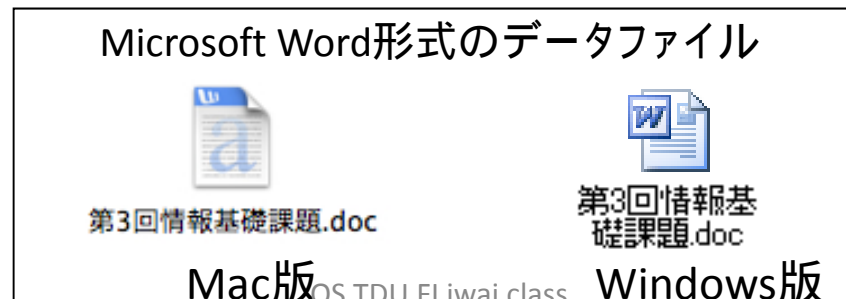 Microsoft Word形式のデータファイル
第3回情報基礎課題.doc
第3回情報基
礎課題.doc
Mac版
OS TDU FI iwai class
Windows版